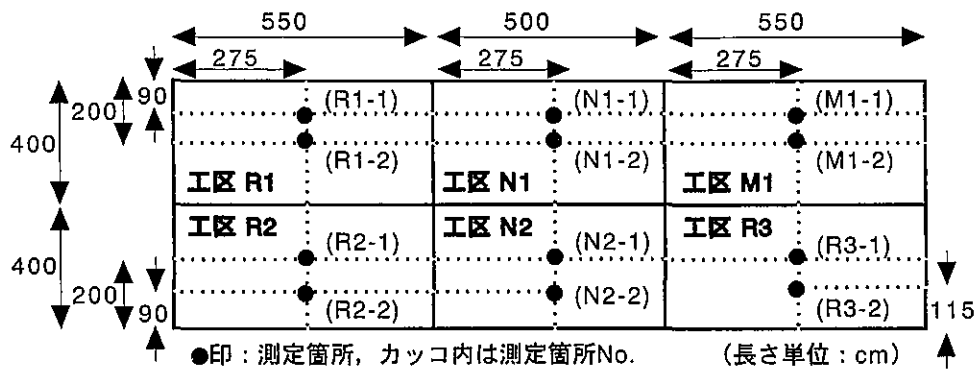 550 500 550
275 275 275
90 (R1-1) (N1-1) (M1-1)
200
400
(R1-2) (N1-2) (M1-2)
工区 R1 工区 N1 工区 M1
工区 R2 工区 N2 工区 R3
(R2-1) (N2-1) (R3-1)
400
200
90 (R2-2) (N2-2) (R3-2) 115
●印：測定箇所，カッコ内は測定箇所No. （長さ単位：cm）